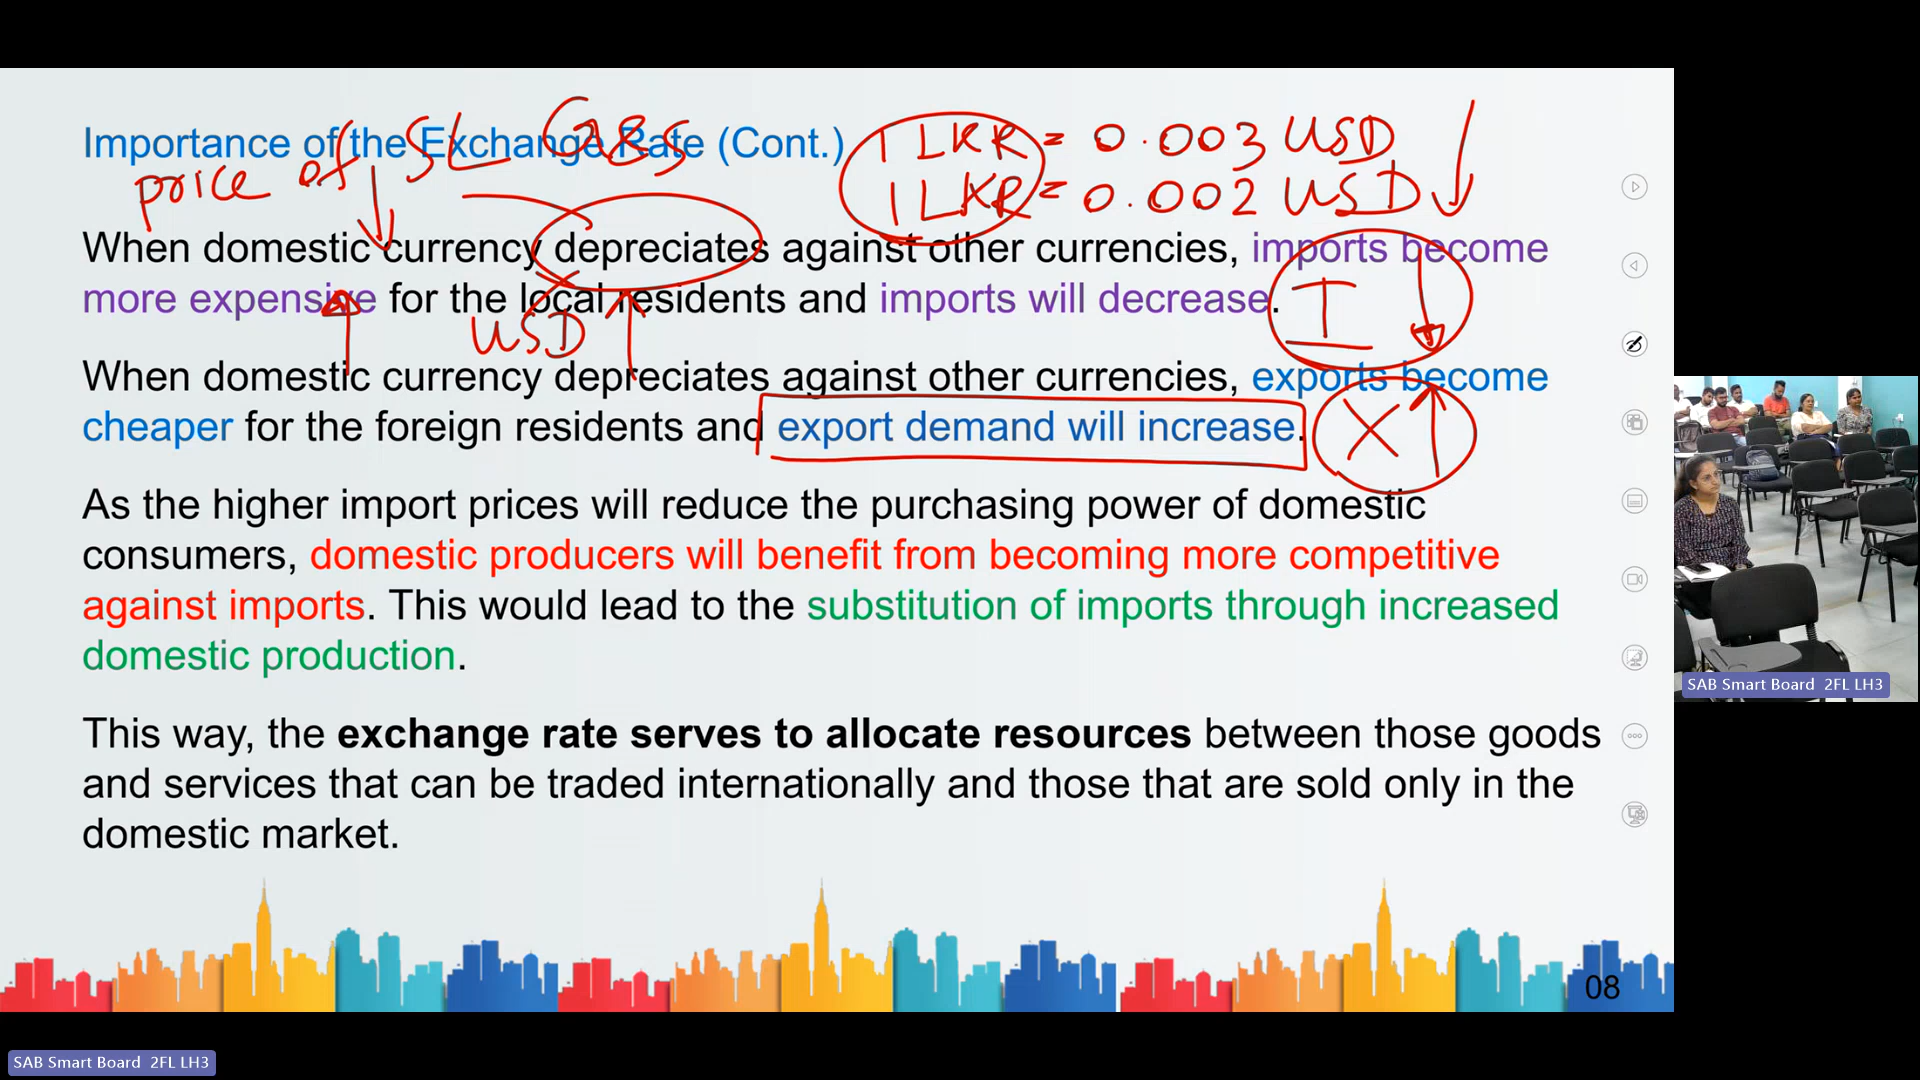 Importance of the Exchange Rate (Cont.)
price of SL G&S
1 LKR = 0.003 USD
1 LKR = 0.002 USD
When domestic currency depreciates against other currencies, imports become
more expensive for the local residents and imports will decrease.
I
USD
When domestic currency depreciates against other currencies, exports become
cheaper for the foreign residents and export demand will increase.
X
As the higher import prices will reduce the purchasing power of domestic
consumers, domestic producers will benefit from becoming more competitive
against imports. This would lead to the substitution of imports through increased
domestic production.
This way, the exchange rate serves to allocate resources between those goods
and services that can be traded internationally and those that are sold only in the
domestic market.
08
SAB Smart Board 2FL LH3
SAB Smart Board 2FL LH3